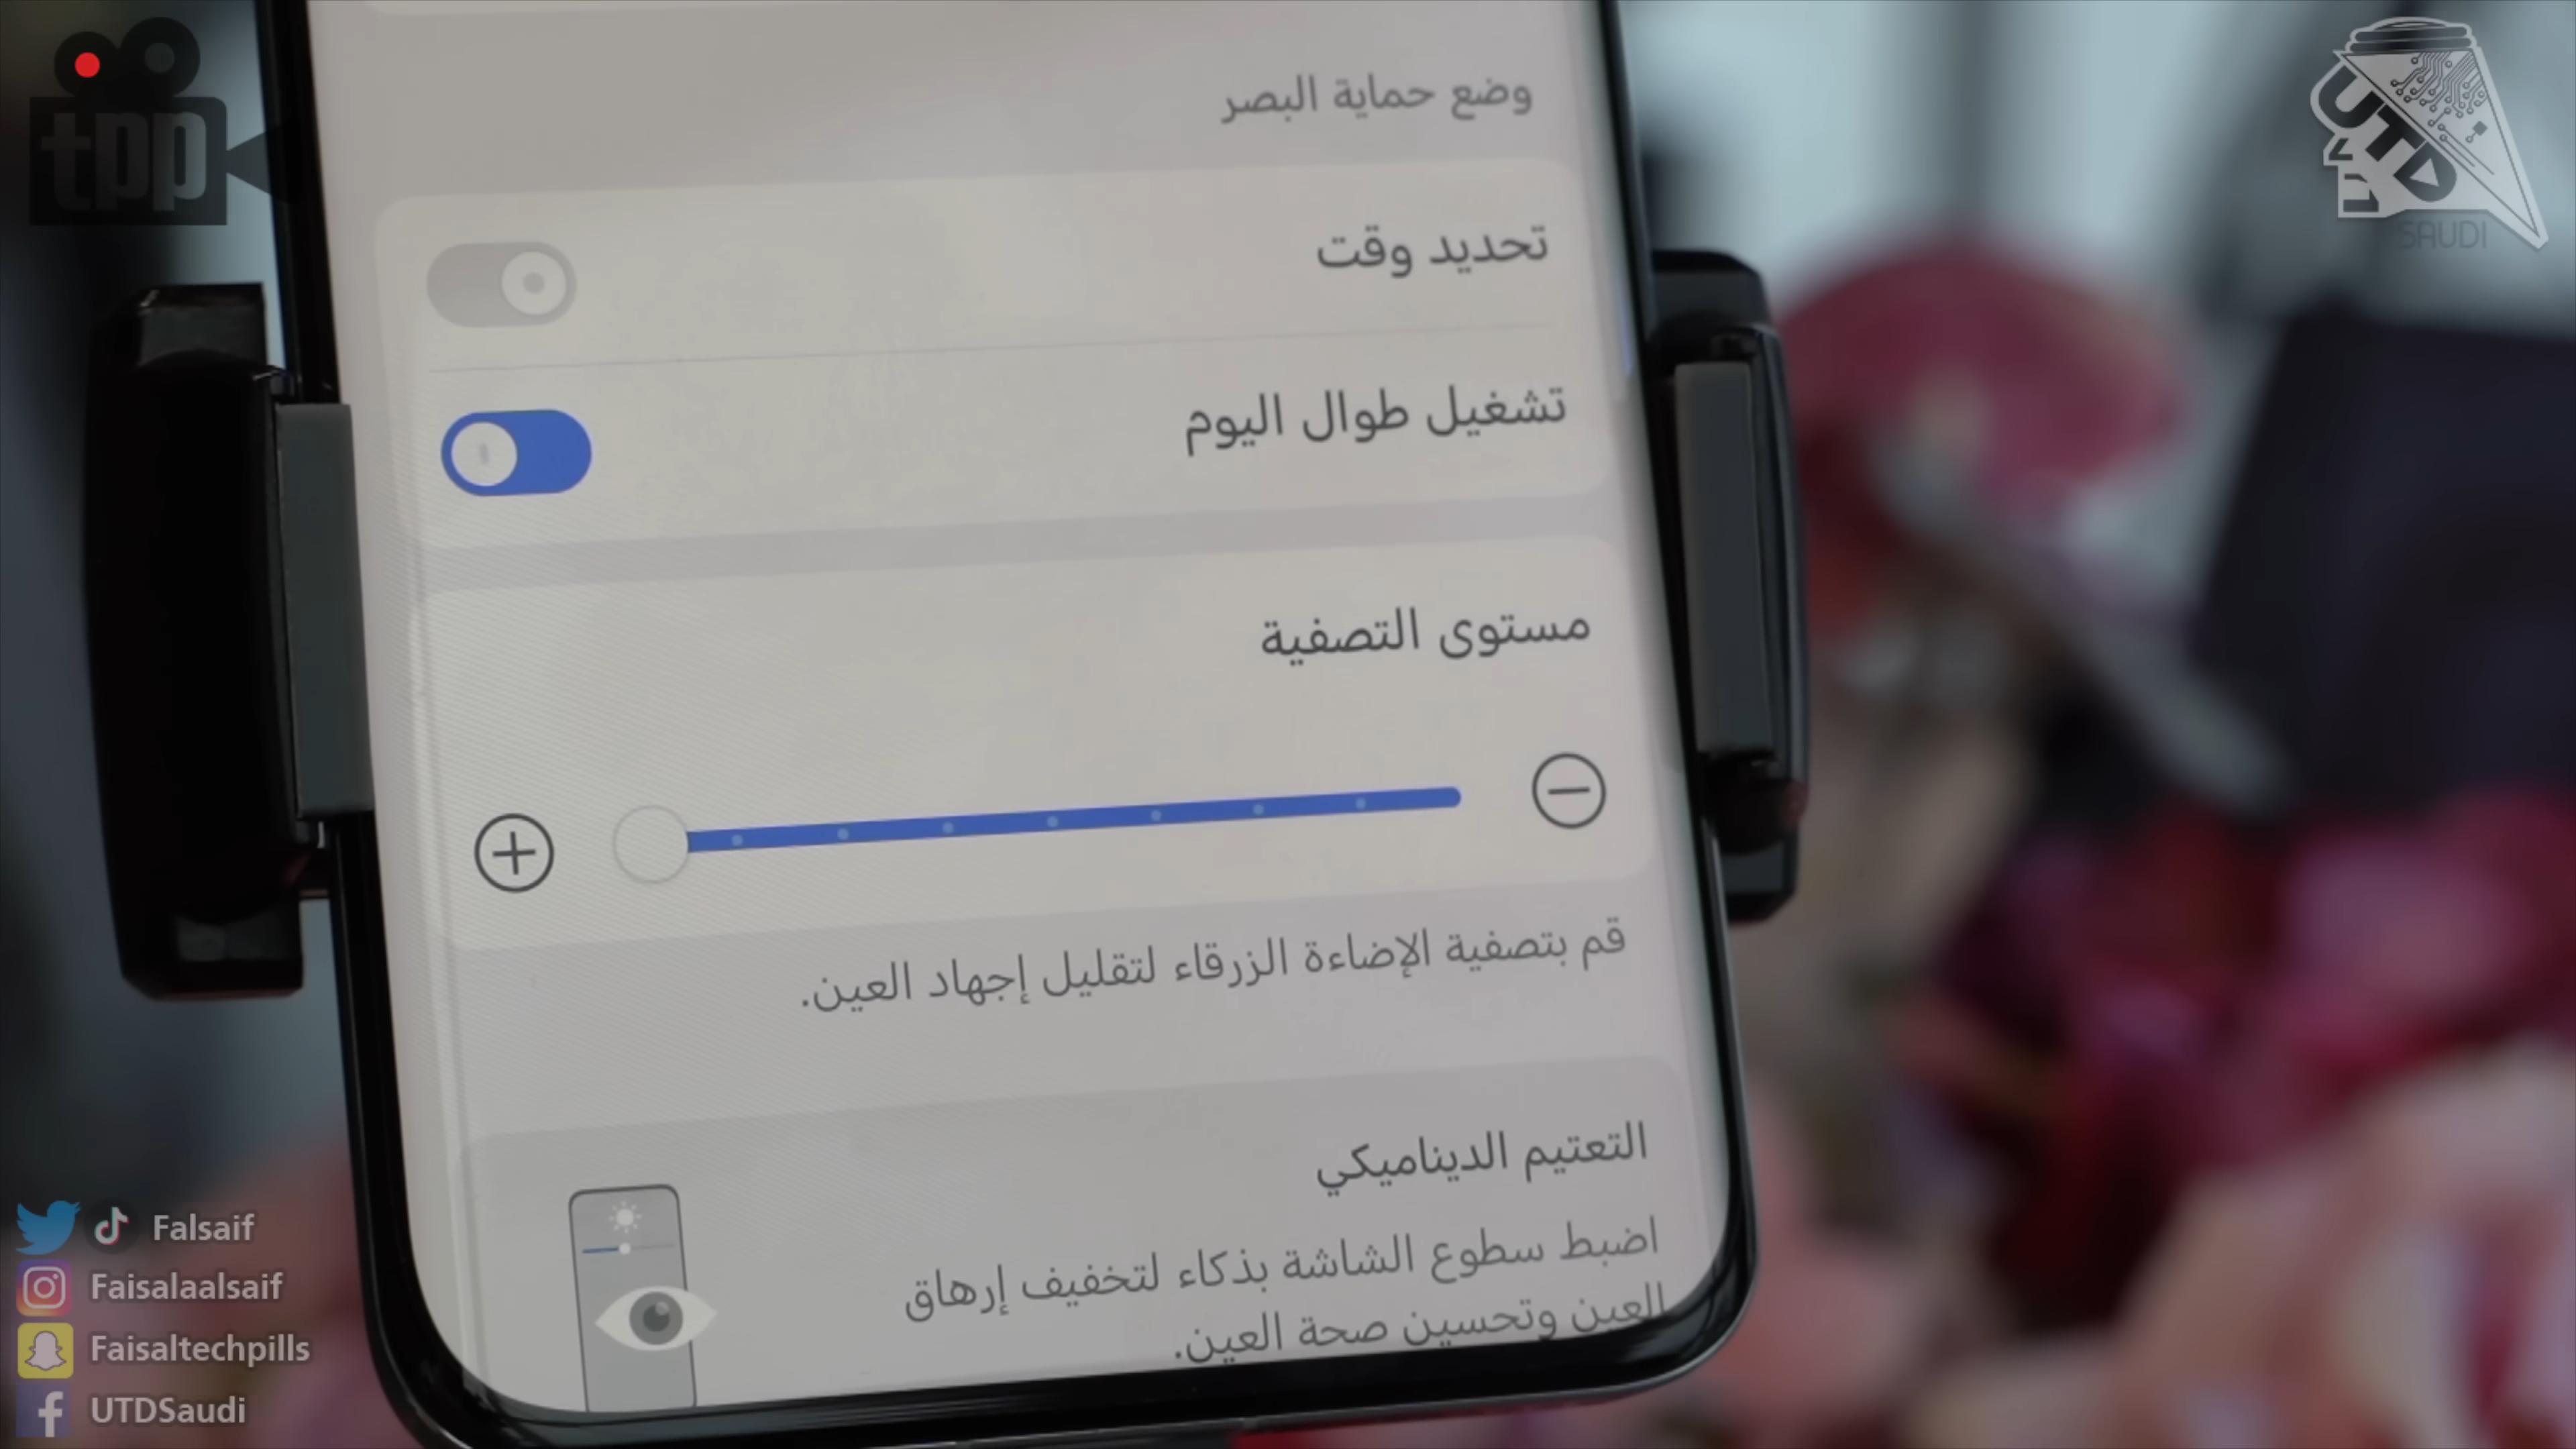 وضع حماية البصر
تحديد وقت
تشغيل طوال اليوم
مستوى التصفية
قم بتصفية الإضاءة الزرقاء لتقليل إجهاد العين.
التعتيم الديناميكي
اضبط سطوع الشاشة بذكاء لتخفيف إرهاق
العين وتحسين صحة العين.
tpp
UTD
SAUDI
Falsaif
Faisalaalsaif
Faisaltechpills
UTDSaudi